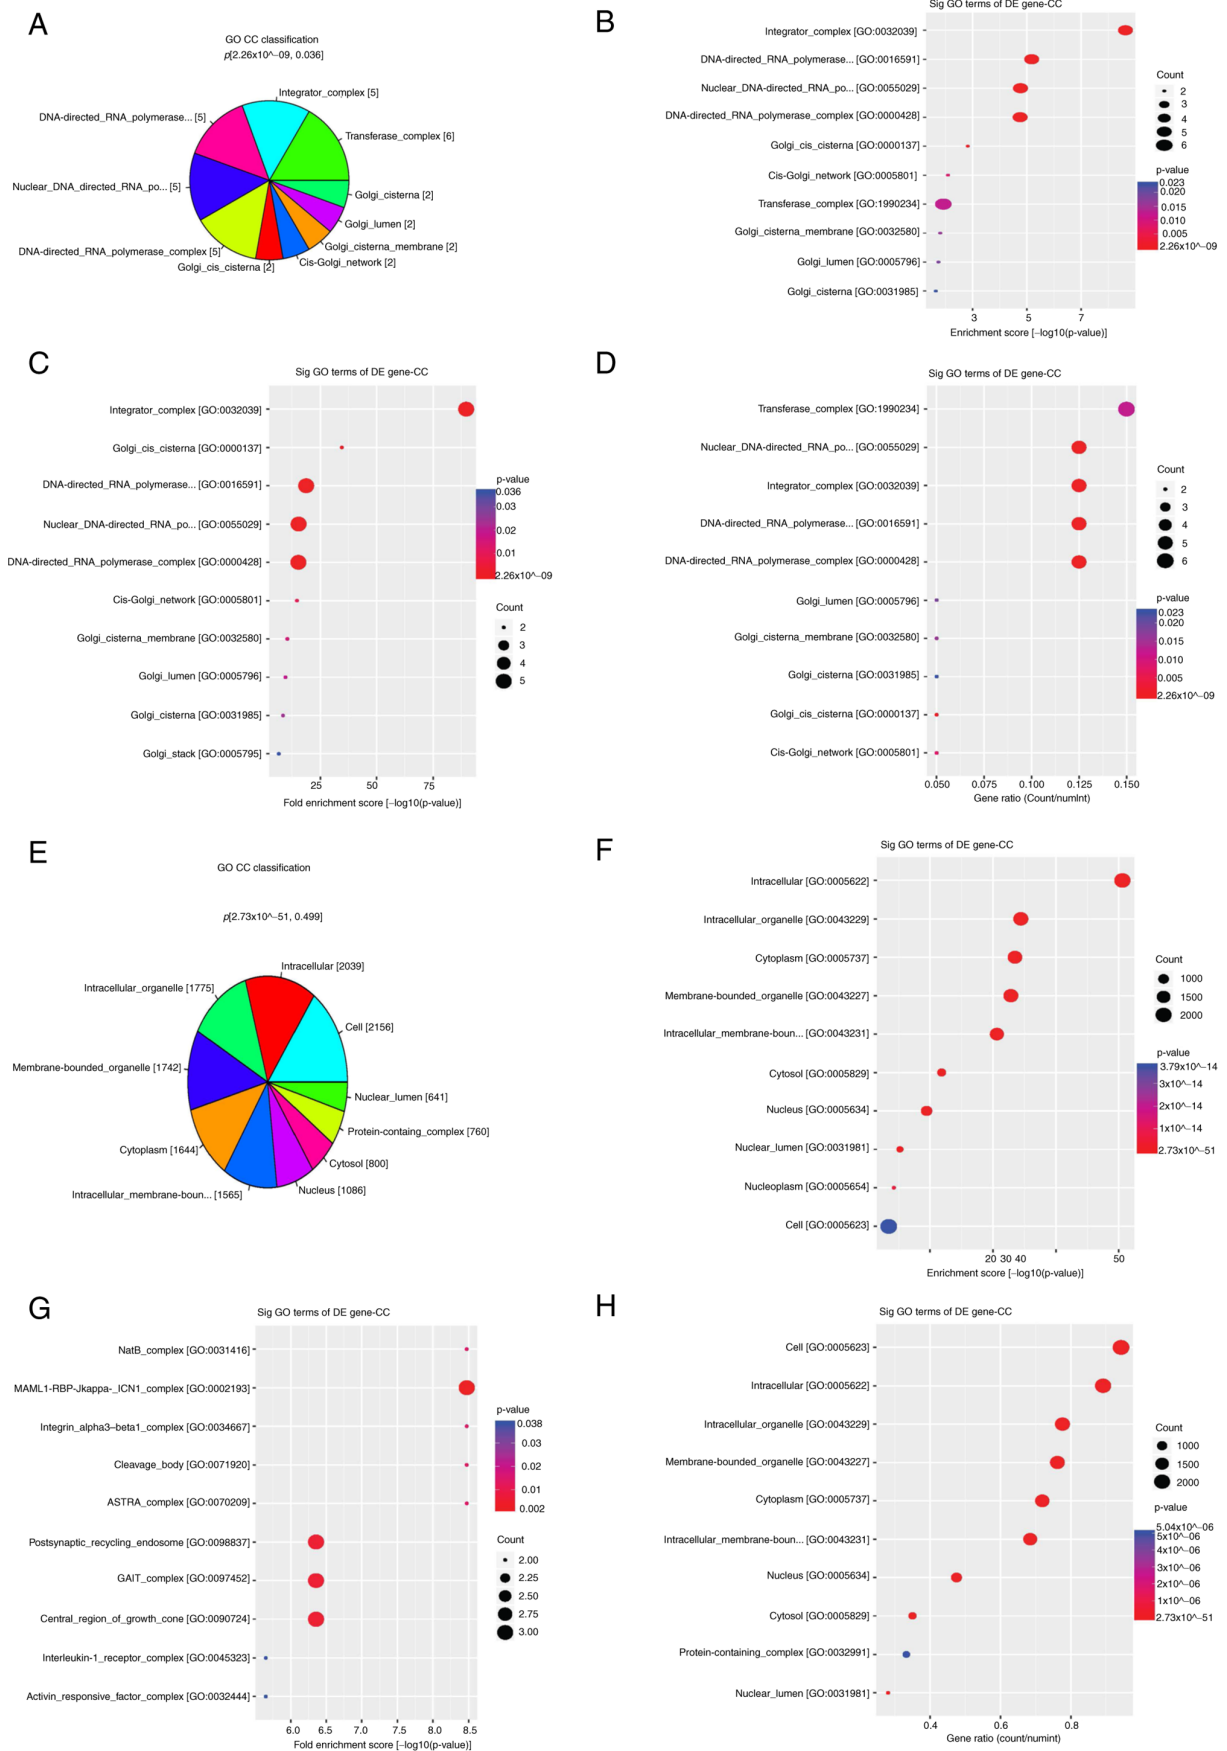 A
GO CC classification
p[2.26x10^–09, 0.036]
Integrator_complex [5]
DNA-directed_RNA_polymerase... [5]
Transferase_complex [6]
Nuclear_DNA_directed_RNA_po... [5]
Golgi_cisterna [2]
Golgi_lumen [2]
Golgi_cisterna_membrane [2]
DNA-directed_RNA_polymerase_complex [5]
Cis-Golgi_network [2]
Golgi_cis_cisterna [2]
B
Sig GO terms of DE gene-CC
Integrator_complex [GO:0032039]
DNA-directed_RNA_polymerase... [GO:0016591]
Nuclear_DNA-directed_RNA_po... [GO:0055029]
DNA-directed_RNA_polymerase_complex [GO:0000428]
Golgi_cis_cisterna [GO:0000137]
Cis-Golgi_network [GO:0005801]
Transferase_complex [GO:1990234]
Golgi_cisterna_membrane [GO:0032580]
Golgi_lumen [GO:0005796]
Golgi_cisterna [GO:0031985]
3 5 7
Enrichment score [–log10(p-value)]
Count
2
3
4
5
6
p-value
0.023
0.020
0.015
0.010
0.005
2.26x10^–09
C
Sig GO terms of DE gene-CC
Integrator_complex [GO:0032039]
Golgi_cis_cisterna [GO:0000137]
DNA-directed_RNA_polymerase... [GO:0016591]
Nuclear_DNA-directed_RNA_po... [GO:0055029]
DNA-directed_RNA_polymerase_complex [GO:0000428]
Cis-Golgi_network [GO:0005801]
Golgi_cisterna_membrane [GO:0032580]
Golgi_lumen [GO:0005796]
Golgi_cisterna [GO:0031985]
Golgi_stack [GO:0005795]
25 50 75
Fold enrichment score [–log10(p-value)]
p-value
0.036
0.03
0.02
0.01
2.26x10^–09
Count
2
3
4
5
D
Sig GO terms of DE gene-CC
Transferase_complex [GO:1990234]
Nuclear_DNA-directed_RNA_po... [GO:0055029]
Integrator_complex [GO:0032039]
DNA-directed_RNA_polymerase... [GO:0016591]
DNA-directed_RNA_polymerase_complex [GO:0000428]
Golgi_lumen [GO:0005796]
Golgi_cisterna_membrane [GO:0032580]
Golgi_cisterna [GO:0031985]
Golgi_cis_cisterna [GO:0000137]
Cis-Golgi_network [GO:0005801]
0.050 0.075 0.100 0.125 0.150
Gene ratio (Count/numInt)
Count
2
3
4
5
6
p-value
0.023
0.020
0.015
0.010
0.005
2.26x10^–09
E
GO CC classification
p[2.73x10^–51, 0.499]
Intracellular [2039]
Intracellular_organelle [1775]
Cell [2156]
Membrane-bounded_organelle [1742]
Nuclear_lumen [641]
Protein-containg_complex [760]
Cytoplasm [1644]
Cytosol [800]
Nucleus [1086]
Intracellular_membrane-boun... [1565]
F
Sig GO terms of DE gene-CC
Intracellular [GO:0005622]
Intracellular_organelle [GO:0043229]
Cytoplasm [GO:0005737]
Membrane-bounded_organelle [GO:0043227]
Intracellular_membrane-boun... [GO:0043231]
Cytosol [GO:0005829]
Nucleus [GO:0005634]
Nuclear_lumen [GO:0031981]
Nucleoplasm [GO:0005654]
Cell [GO:0005623]
20 30 40 50
Enrichment score [–log10(p-value)]
Count
1000
1500
2000
p-value
3.79x10^–14
3x10^–14
2x10^–14
1x10^–14
2.73x10^–51
G
Sig GO terms of DE gene-CC
NatB_complex [GO:0031416]
MAML1-RBP-Jkappa-_ICN1_complex [GO:0002193]
Integrin_alpha3–beta1_complex [GO:0034667]
Cleavage_body [GO:0071920]
ASTRA_complex [GO:0070209]
Postsynaptic_recycling_endosome [GO:0098837]
GAIT_complex [GO:0097452]
Central_region_of_growth_cone [GO:0090724]
Interleukin-1_receptor_complex [GO:0045323]
Activin_responsive_factor_complex [GO:0032444]
6.0 6.5 7.0 7.5 8.0 8.5
Fold enrichment score [–log10(p-value)]
p-value
0.038
0.03
0.02
0.01
0.002
Count
2.00
2.25
2.50
2.75
3.00
H
Sig GO terms of DE gene-CC
Cell [GO:0005623]
Intracellular [GO:0005622]
Intracellular_organelle [GO:0043229]
Membrane-bounded_organelle [GO:0043227]
Cytoplasm [GO:0005737]
Intracellular_membrane-boun... [GO:0043231]
Nucleus [GO:0005634]
Cytosol [GO:0005829]
Protein-containing_complex [GO:0032991]
Nuclear_lumen [GO:0031981]
0.4 0.6 0.8
Gene ratio (count/numint)
Count
1000
1500
2000
p-value
5.04x10^–06
5x10^–06
4x10^–06
3x10^–06
2x10^–06
1x10^–06
2.73x10^–51